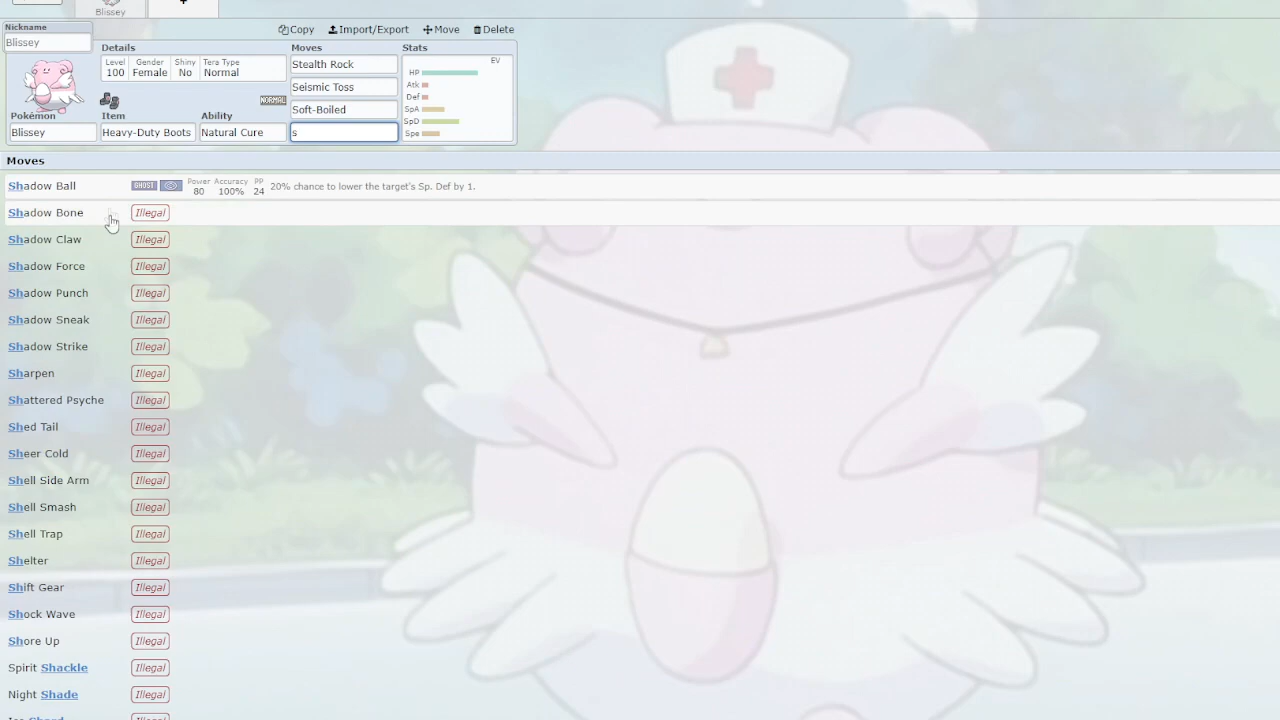 Blissey
+
Nickname
Blissey
Copy Import/Export Move Delete
Details
Level Gender Shiny Tera Type
100 Female No Normal
NORMAL
Pokémon Item Ability
Blissey Heavy-Duty Boots Natural Cure
Moves
Stealth Rock
Seismic Toss
Soft-Boiled
s
Stats
EV
HP
Atk
Def
SpA
SpD
Spe
Moves
Shadow Ball GHOST Power 80 Accuracy 100% PP 24 20% chance to lower the target's Sp. Def by 1.
Shadow Bone Illegal
Shadow Claw Illegal
Shadow Force Illegal
Shadow Punch Illegal
Shadow Sneak Illegal
Shadow Strike Illegal
Sharpen Illegal
Shattered Psyche Illegal
Shed Tail Illegal
Sheer Cold Illegal
Shell Side Arm Illegal
Shell Smash Illegal
Shell Trap Illegal
Shelter Illegal
Shift Gear Illegal
Shock Wave Illegal
Shore Up Illegal
Spirit Shackle Illegal
Night Shade Illegal